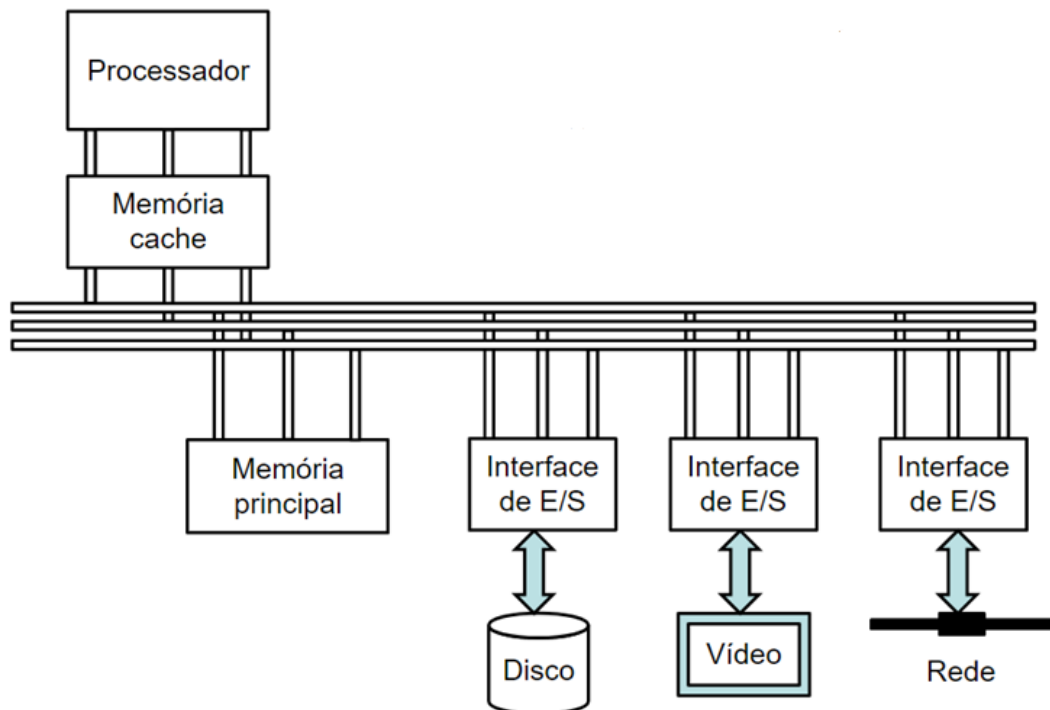 Processador
Memória
cache
Memória
principal
Interface
de E/S
Interface
de E/S
Interface
de E/S
Disco
Vídeo
Rede